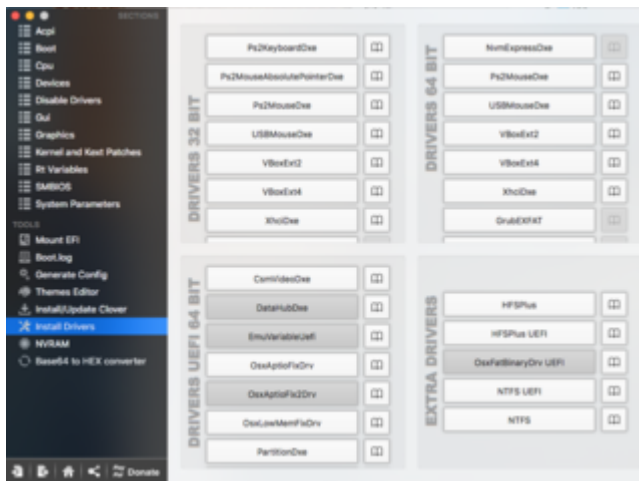 SECTIONS
Acpi
Boot
Cpu
Devices
Disable Drivers
Gui
Graphics
Kernel and Kext Patches
Rt Variables
SMBIOS
System Parameters
TOOLS
Mount EFI
Boot.log
Generate Config
Themes Editor
Install/Update Clover
Install Drivers
NVRAM
Base64 to HEX converter
Donate
DRIVERS 32 BIT
Ps2KeyboardDxe
Ps2MouseAbsolutePointerDxe
Ps2MouseDxe
USBMouseDxe
VBoxExt2
VBoxExt4
XhciDxe
DRIVERS 64 BIT
NvmExpressDxe
Ps2MouseDxe
USBMouseDxe
VBoxExt2
VBoxExt4
XhciDxe
GrubEXFAT
DRIVERS UEFI 64 BIT
CsmVideoDxe
DataHubDxe
EmuVariableUefi
OsxAptioFixDrv
OsxAptioFix2Drv
OsxLowMemFixDrv
PartitionDxe
EXTRA DRIVERS
HFSPlus
HFSPlus UEFI
OsxFatBinaryDrv UEFI
NTFS UEFI
NTFS